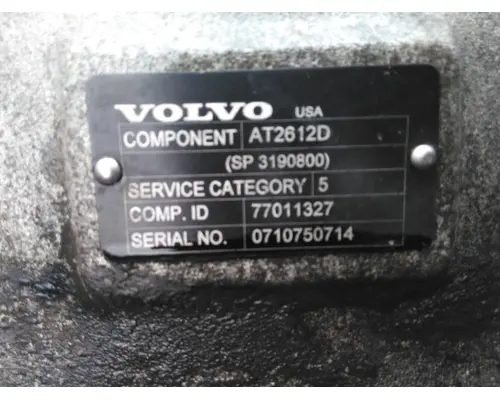 VOLVO USA
COMPONENT AT2612D
(SP 3190800)
SERVICE CATEGORY 5
COMP. ID 77011327
SERIAL NO. 0710750714